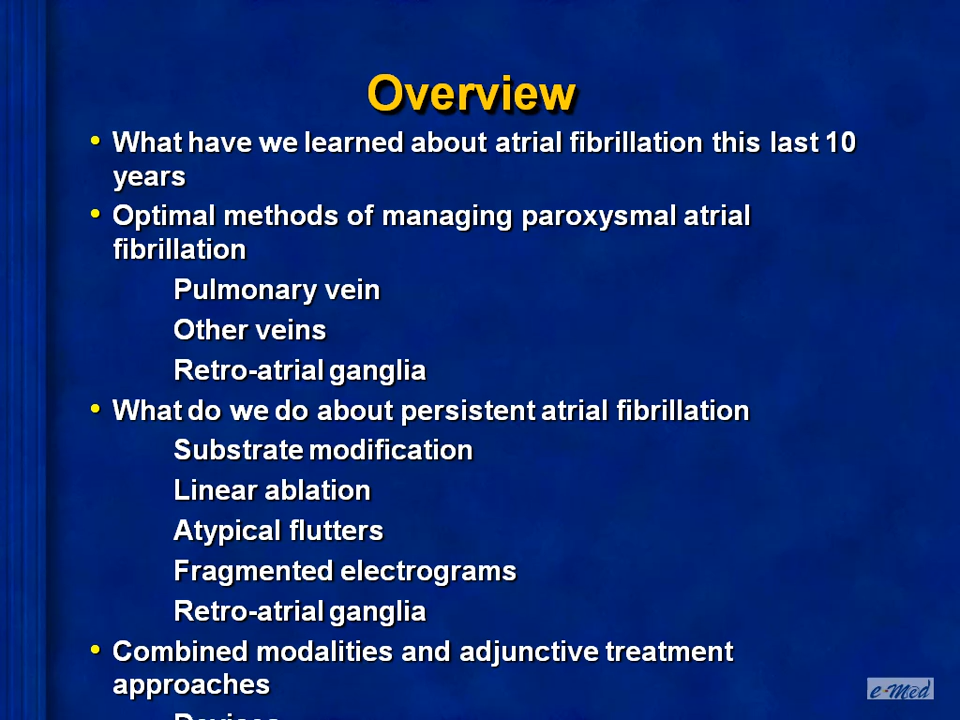 Overview
• What have we learned about atrial fibrillation this last 10
years
• Optimal methods of managing paroxysmal atrial
fibrillation
Pulmonary vein
Other veins
Retro-atrial ganglia
• What do we do about persistent atrial fibrillation
Substrate modification
Linear ablation
Atypical flutters
Fragmented electrograms
Retro-atrial ganglia
• Combined modalities and adjunctive treatment
approaches
e-Med